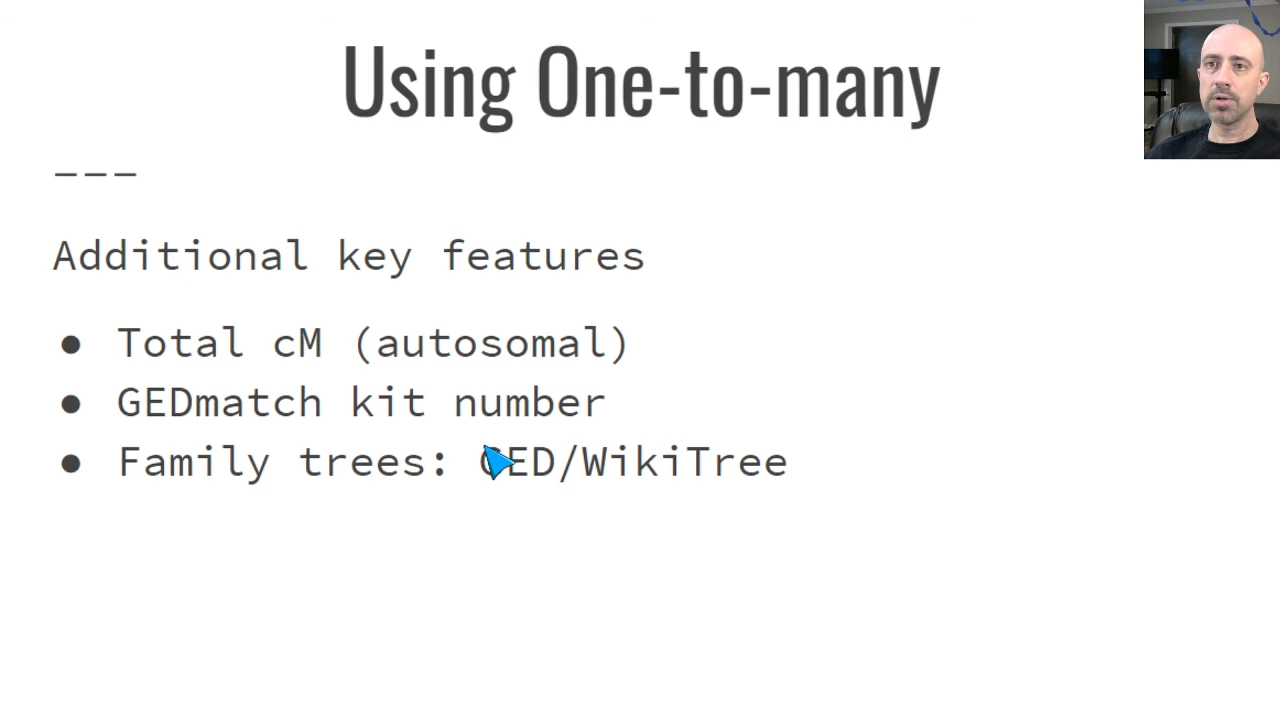 Using One-to-many
---
Additional key features
● Total cM (autosomal)
● GEDmatch kit number
● Family trees: GED/WikiTree